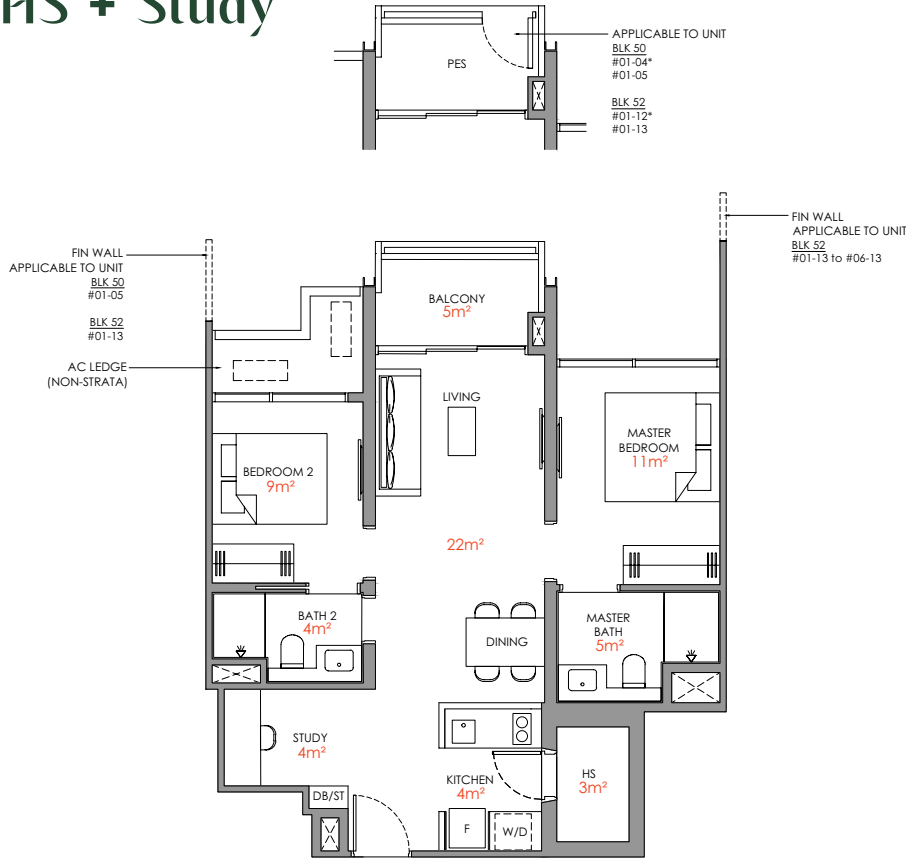 HS + Study
APPLICABLE TO UNIT
BLK 50
#01-04*
#01-05
BLK 52
#01-12*
#01-13
PES
FIN WALL
APPLICABLE TO UNIT
BLK 50
#01-05
BLK 52
#01-13
AC LEDGE
(NON-STRATA)
FIN WALL
APPLICABLE TO UNIT
BLK 52
#01-13 to #06-13
BALCONY
5m²
LIVING
MASTER
BEDROOM
11m²
BEDROOM 2
9m²
22m²
BATH 2
4m²
DINING
MASTER
BATH
5m²
STUDY
4m²
KITCHEN
4m²
HS
3m²
DB/ST
F
W/D